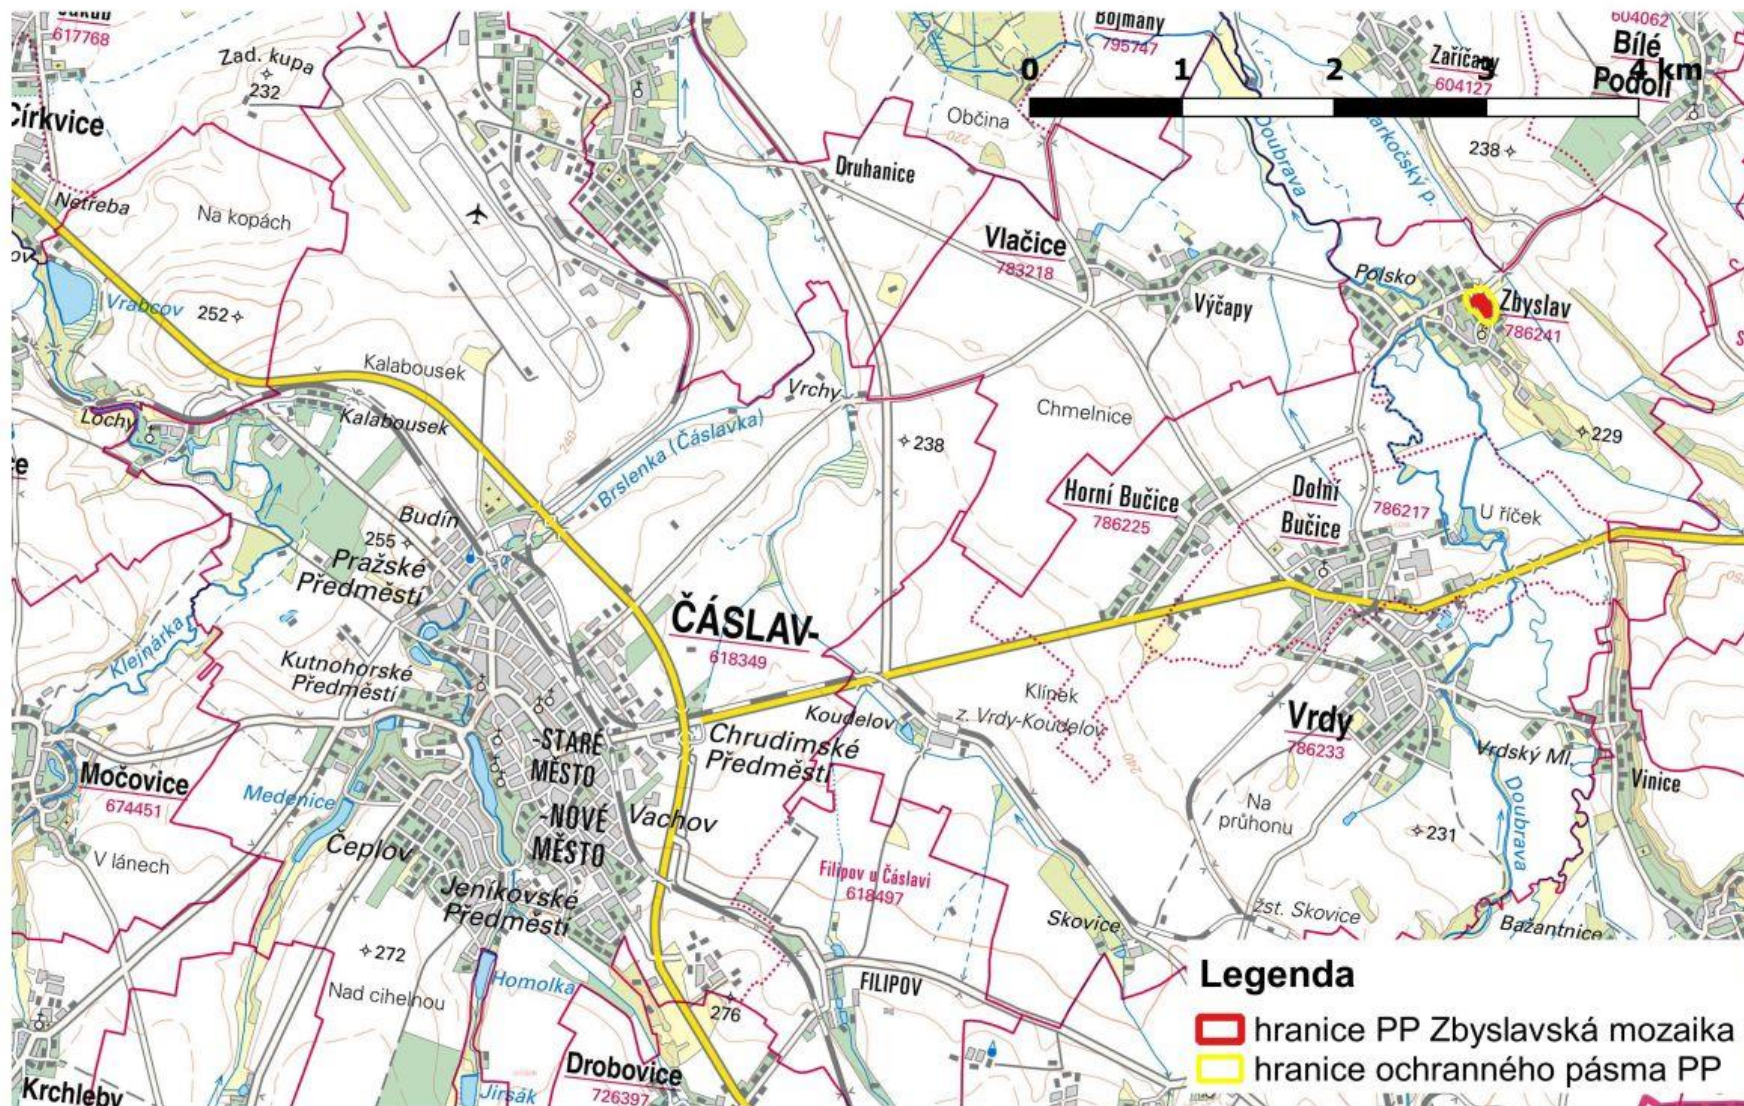 617768
Zad. kupa
232
Církvice
Netřeba
Na kopách
Vrabcov
252
Kalabousek
Kalabousek
Lochy
Bojmany
795747
604062
Bílé
Podolí
Zaříčany
604127
0 1 2 3 4 km
Občina
220
Doubrava
238
Druhanice
Vlačice
783218
Výčapy
Polsko
Zbyslav
786241
Vrchy
Chmelnice
238
229
240
Brslenka (Čáslavka)
Horní Bučice
786225
Dolní
Bučice
786217
U říček
Budín
255
Pražské
Předměstí
Klejnárka
Kutnohorské
Předměstí
ČÁSLAV-
618349
Klínek
z. Vrdy-Koudelov
Koudelov
240
Vrdy
786233
Vrdský Ml.
Vinice
Chrudimské
Předměstí
-STARÉ
MĚSTO
-NOVÉ
MĚSTO
Vachov
Močovice
674451
Medenice
Čeplov
V lánech
Na
průhonu
231
Doubrava
Filipov u Čáslavi
618497
Jeníkovské
Předměstí
Skovice
žst. Skovice
Bažantnice
272
Nad cihelnou
Homolka
276
FILIPOV
Drobovice
726397
Jirsák
Krchleby
Legenda
hranice PP Zbyslavská mozaika
hranice ochranného pásma PP